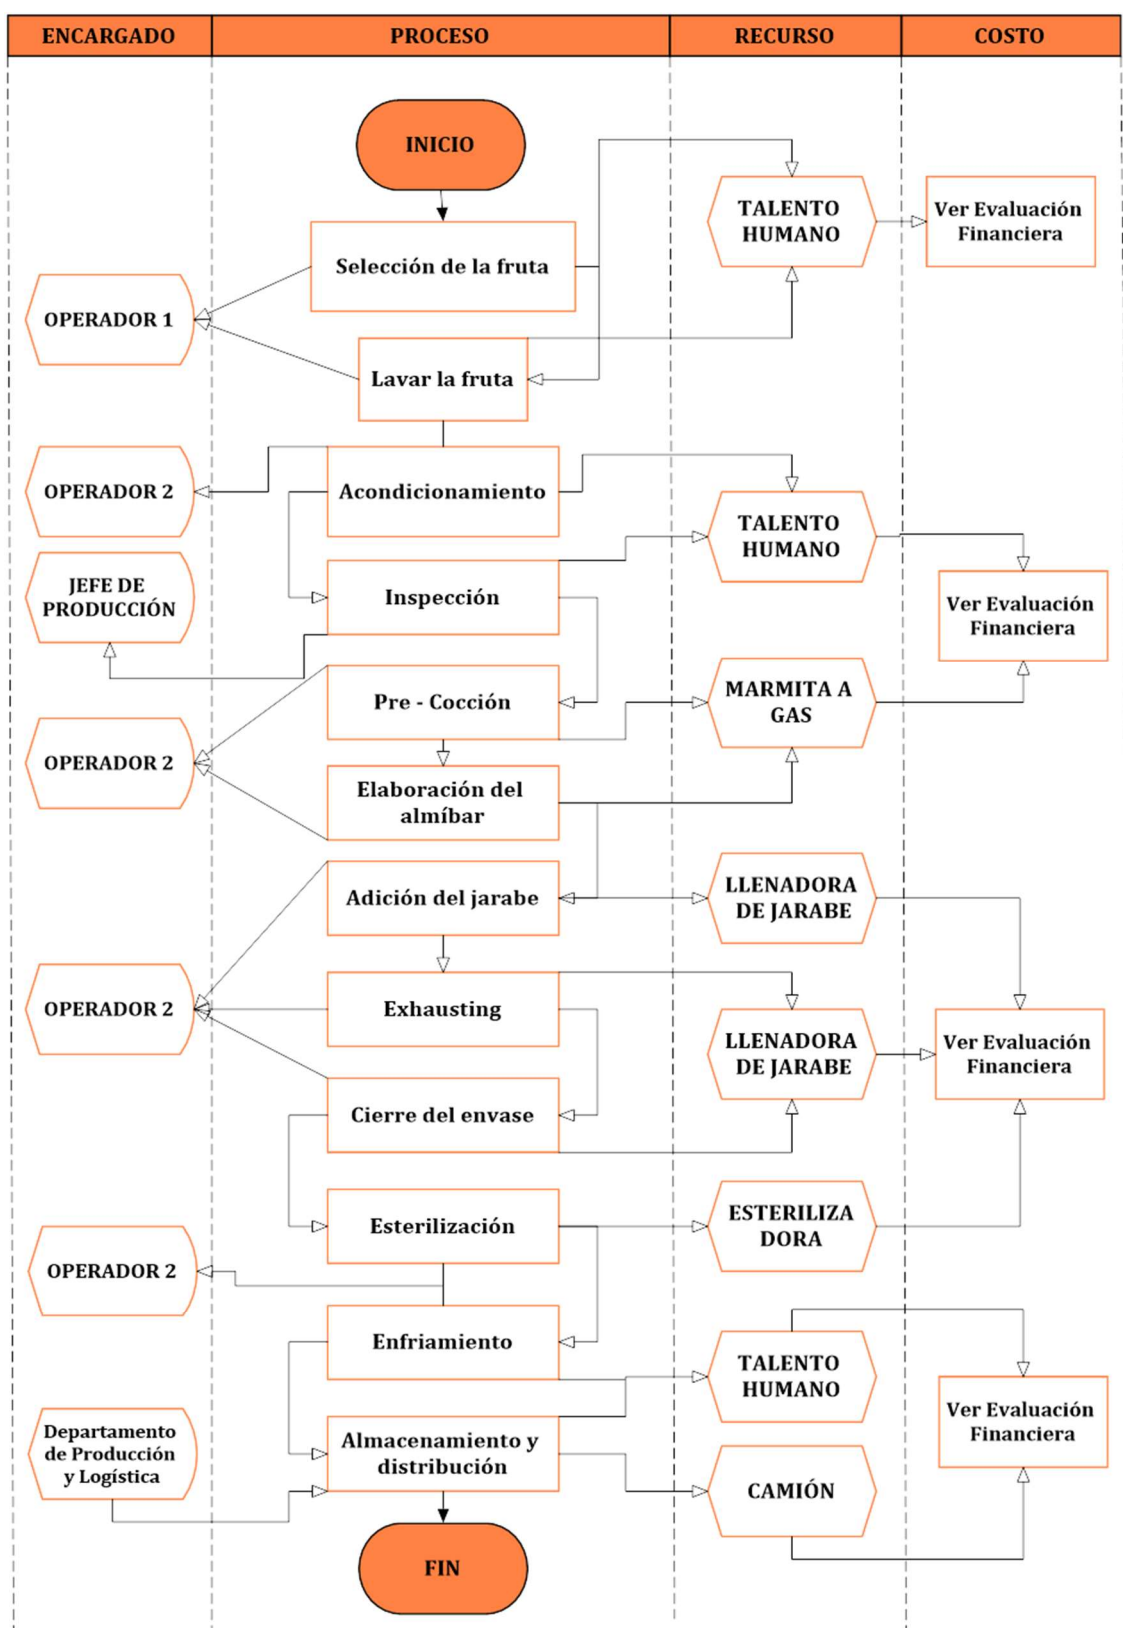 ENCARGADO
PROCESO
RECURSO
COSTO
INICIO
TALENTO
HUMANO
Ver Evaluación
Financiera
Selección de la fruta
OPERADOR 1
Lavar la fruta
OPERADOR 2
Acondicionamiento
TALENTO
HUMANO
JEFE DE
PRODUCCIÓN
Inspección
Ver Evaluación
Financiera
Pre - Cocción
MARMITA A
GAS
OPERADOR 2
Elaboración del
almíbar
Adición del jarabe
LLENADORA
DE JARABE
OPERADOR 2
Exhausting
LLENADORA
DE JARABE
Ver Evaluación
Financiera
Cierre del envase
Esterilización
ESTERILIZA
DORA
OPERADOR 2
Enfriamiento
TALENTO
HUMANO
Ver Evaluación
Financiera
Departamento
de Producción
y Logística
Almacenamiento y
distribución
CAMIÓN
FIN